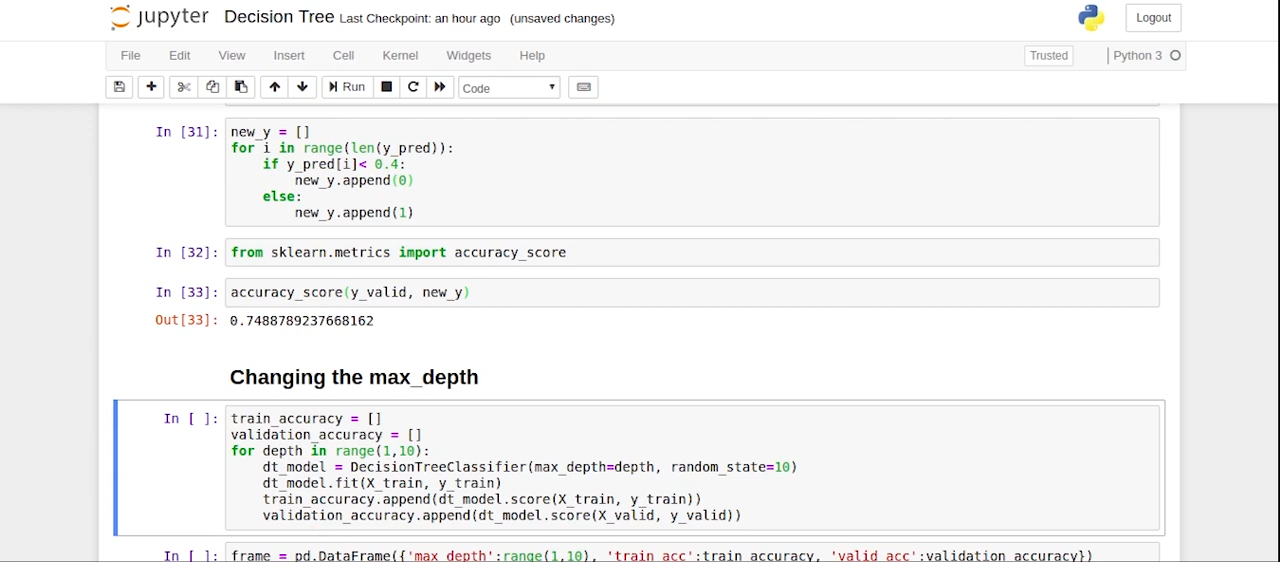 jupyter Decision Tree Last Checkpoint: an hour ago (unsaved changes) Logout
File Edit View Insert Cell Kernel Widgets Help Trusted Python 3
Run Code
In [31]: new_y = []
for i in range(len(y_pred)):
    if y_pred[i]< 0.4:
        new_y.append(0)
    else:
        new_y.append(1)
In [32]: from sklearn.metrics import accuracy_score
In [33]: accuracy_score(y_valid, new_y)
Out[33]: 0.7488789237668162
Changing the max_depth
In [ ]: train_accuracy = []
validation_accuracy = []
for depth in range(1,10):
    dt_model = DecisionTreeClassifier(max_depth=depth, random_state=10)
    dt_model.fit(X_train, y_train)
    train_accuracy.append(dt_model.score(X_train, y_train))
    validation_accuracy.append(dt_model.score(X_valid, y_valid))
In [ ]: frame = pd.DataFrame({'max_depth':range(1,10), 'train_acc':train_accuracy, 'valid_acc':validation_accuracy})